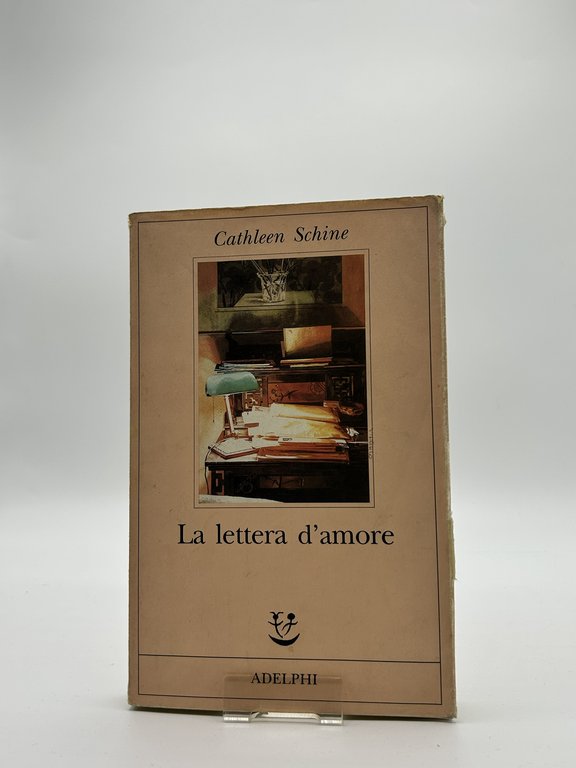 Cathleen Schine
La lettera d'amore
ADELPHI